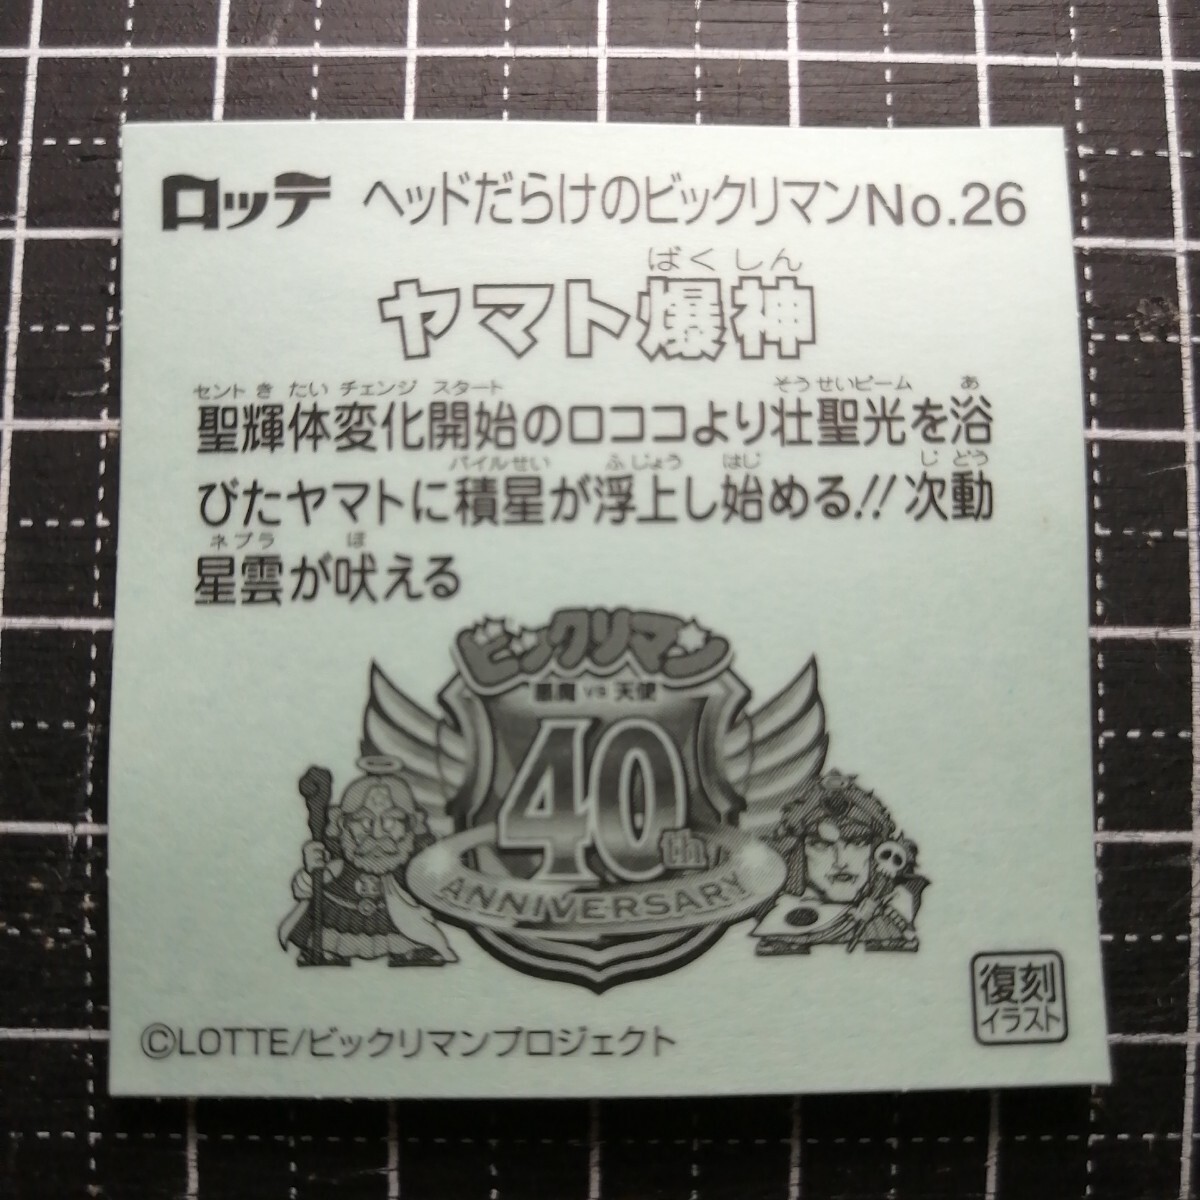 ロッテ ヘッドだらけのビックリマンNo.26
ばくしん
ヤマト爆神
セント き たい チェンジ スタート そうせいビーム あ
聖輝体変化開始のロココより壮聖光を浴
パイルせい ふじょう はじ じどう
びたヤマトに積星が浮上し始める!!次動
ネブラ ほ
星雲が吠える
ビックリマン
悪魔 VS 天使
40th
ANNIVERSARY
復刻
イラスト
©LOTTE/ビックリマンプロジェクト